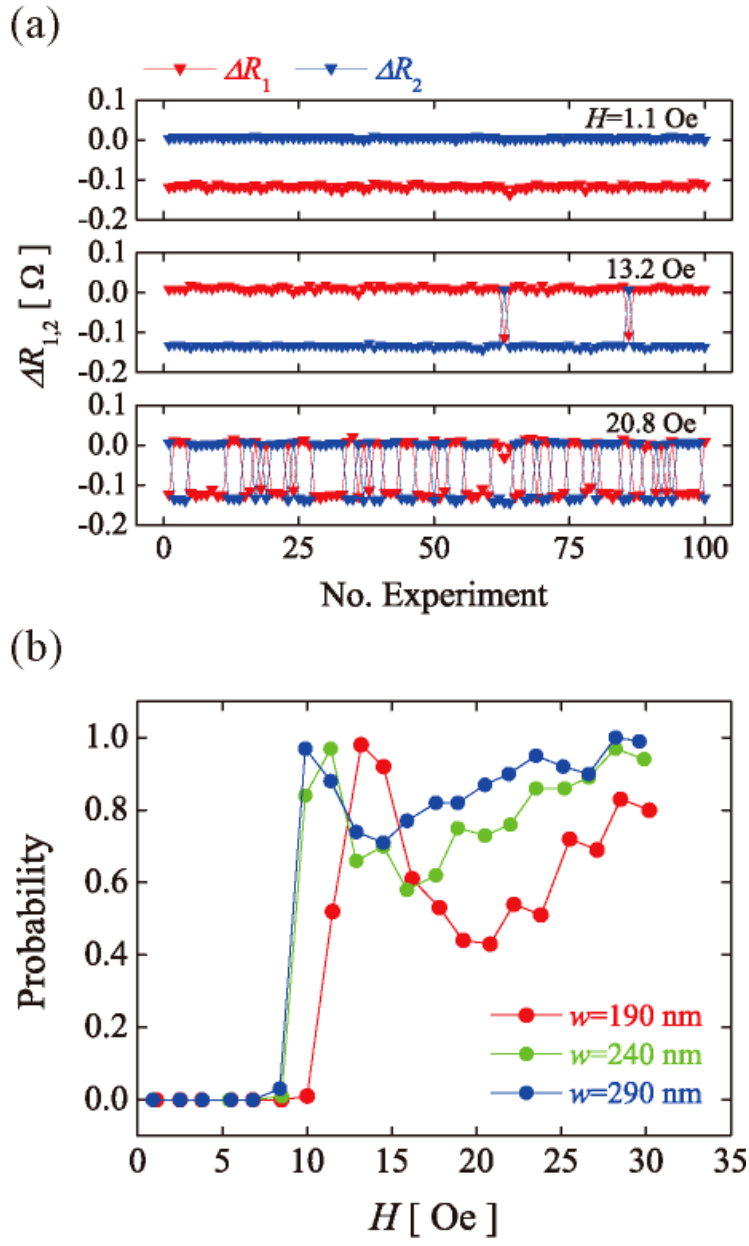 (a)
ΔR1 ΔR2
0.1
0.0
-0.1
-0.2
H=1.1 Oe
0.1
0.0
-0.1
-0.2
13.2 Oe
0.1
0.0
-0.1
-0.2
20.8 Oe
ΔR1,2 [ Ω ]
0 25 50 75 100
No. Experiment
(b)
1.0
0.8
0.6
0.4
0.2
0.0
Probability
w=190 nm
w=240 nm
w=290 nm
0 5 10 15 20 25 30 35
H [ Oe ]